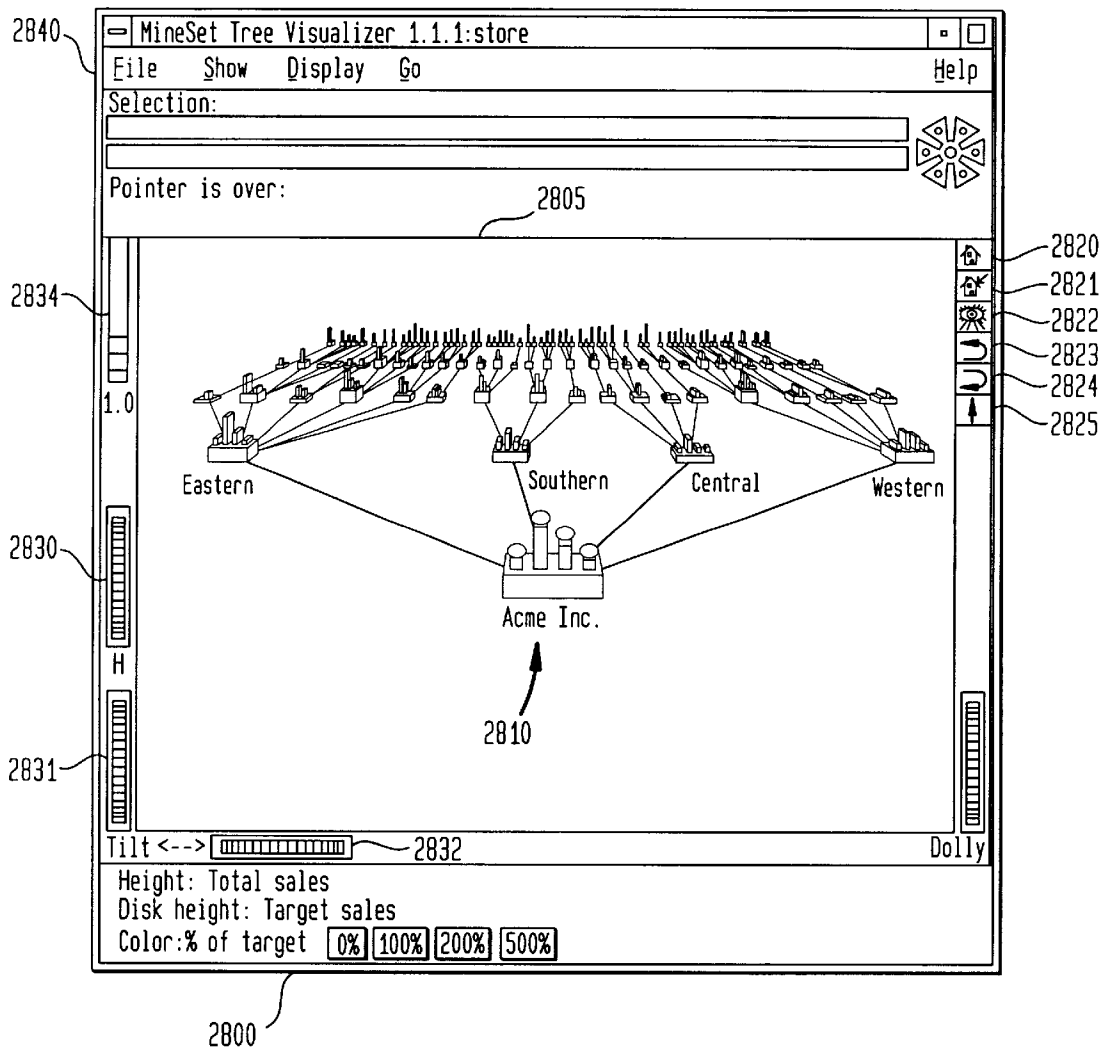 2840
MineSet Tree Visualizer 1.1.1:store
File Show Display Go Help
Selection:
Pointer is over:
2805
2820
2821
2822
2823
2824
2825
2834
1.0
Eastern
Southern
Central
Western
2830
Acme Inc.
H
2810
2831
Tilt <--> 2832 Dolly
Height: Total sales
Disk height: Target sales
Color:% of target 0% 100% 200% 500%
2800